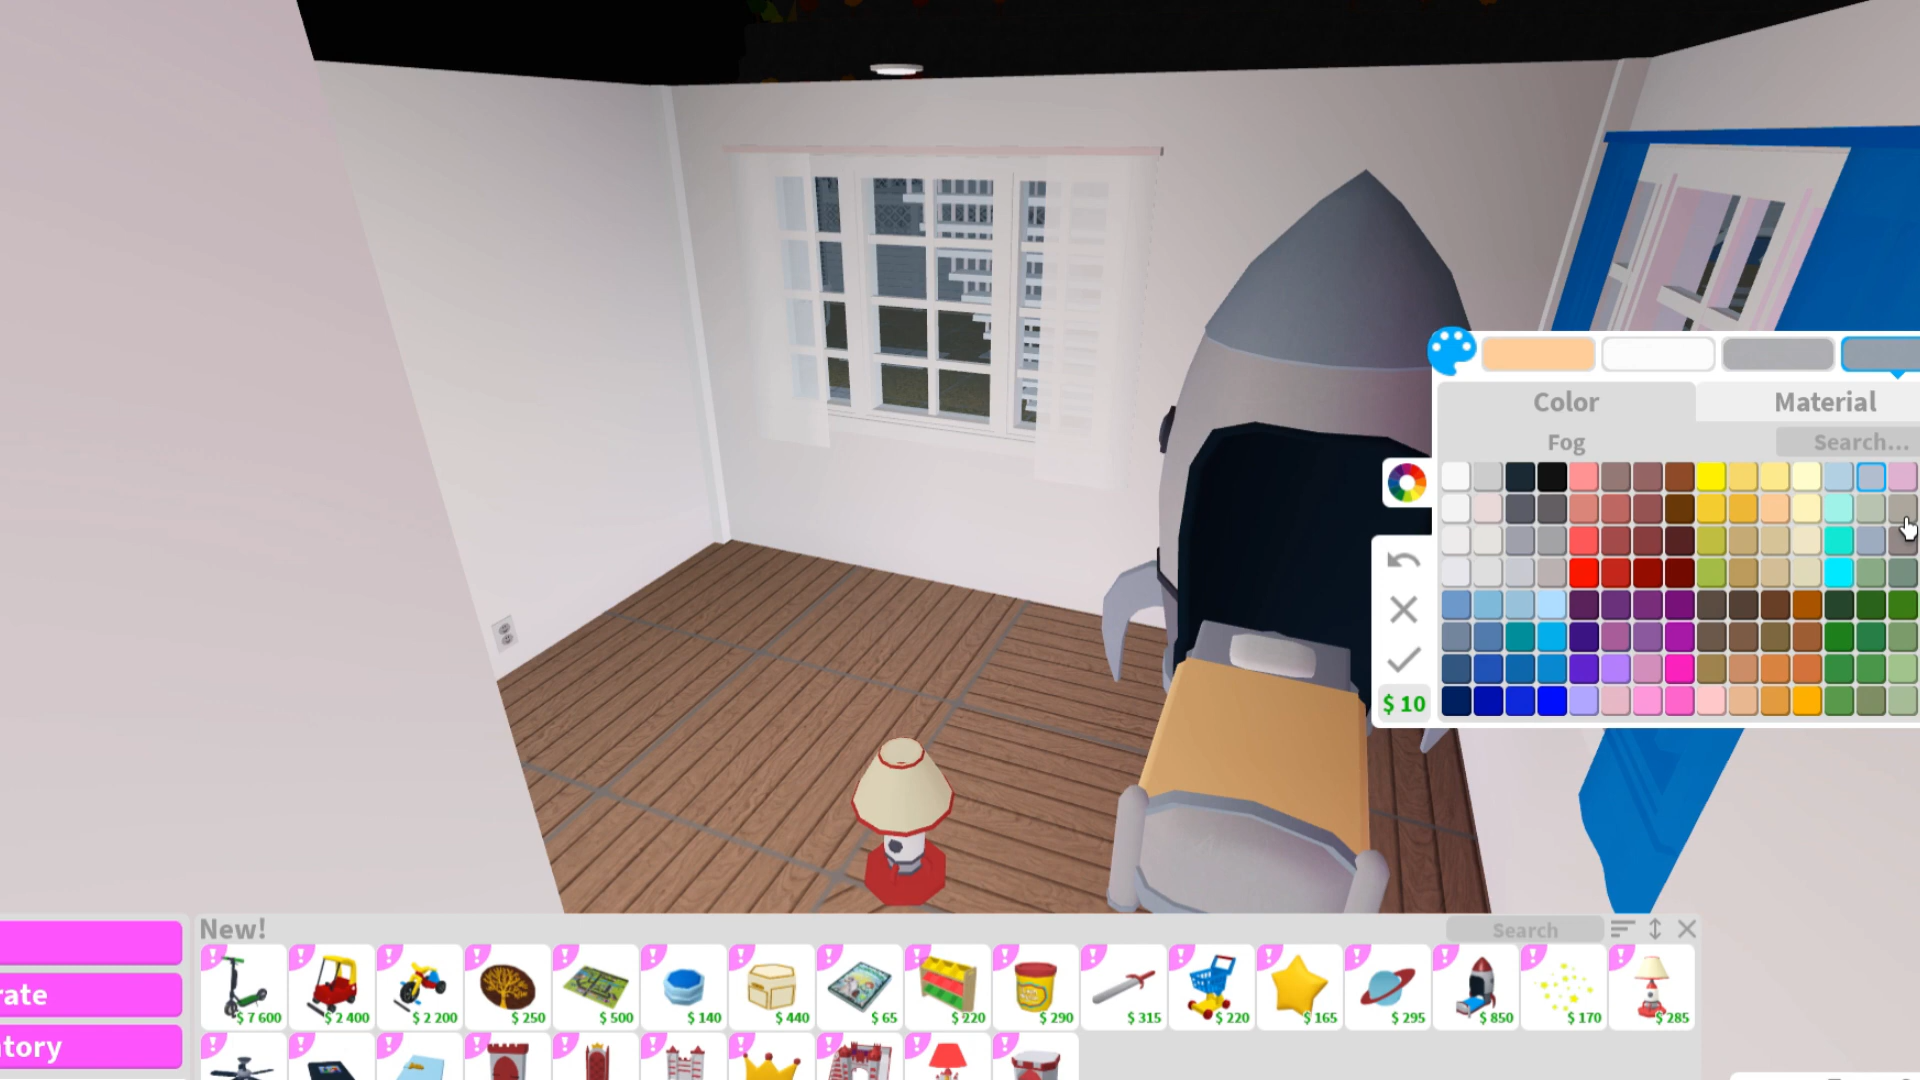 Color
Material
Fog
Search...
$ 10
New!
Search
$ 7 600
$ 2 400
$ 2 200
$ 250
$ 500
$ 140
$ 440
$ 65
$ 220
$ 290
$ 315
$ 220
$ 165
$ 295
$ 850
$ 170
$ 285
rate
tory